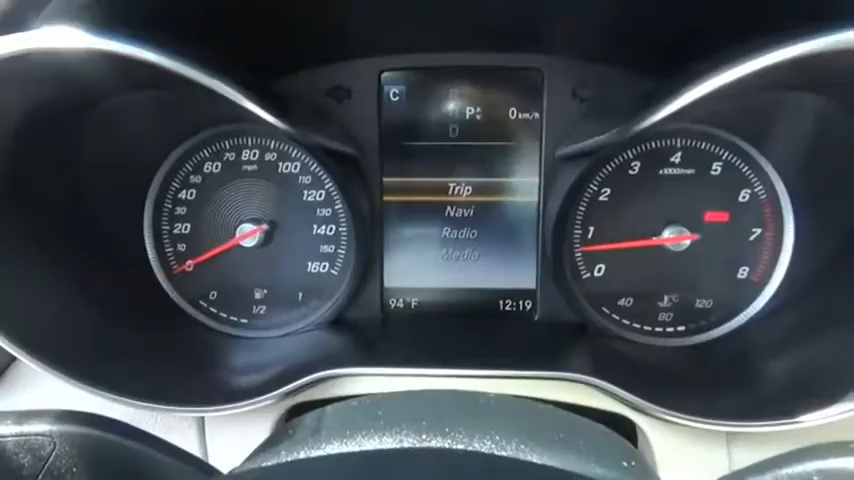 C
P
D
0 km/h
Trip
Navi
Radio
Media
94°F
12:19
0
10
20
30
40
50
60
70
80
90
100
110
120
130
140
150
160
mph
0
1/2
1
0
1
2
3
4
5
6
7
8
x1000/min
40
80
120
°C